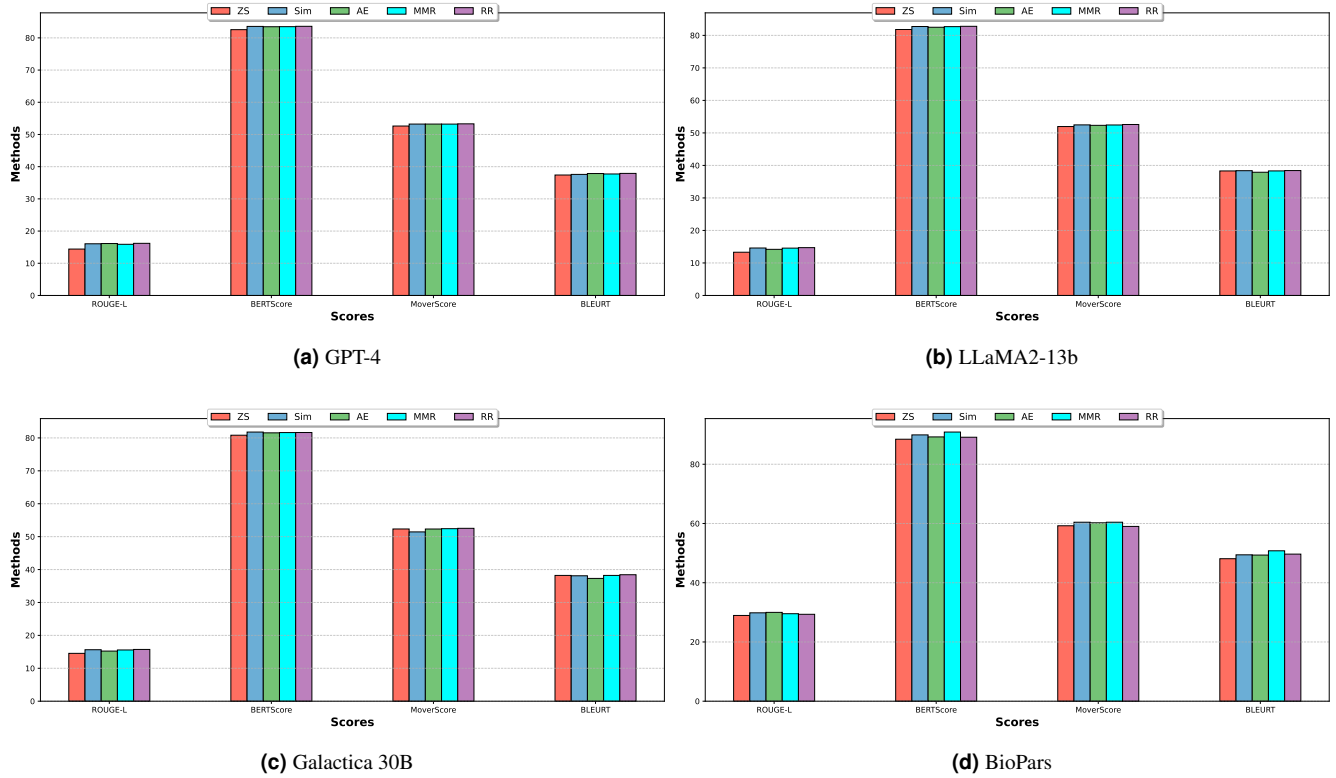 ZS Sim AE MMR RR
Methods
80
70
60
50
40
30
20
10
0
ROUGE-L BERTScore MoverScore BLEURT
Scores
(a) GPT-4
ZS Sim AE MMR RR
Methods
80
70
60
50
40
30
20
10
0
ROUGE-L BERTScore MoverScore BLEURT
Scores
(b) LLaMA2-13b
ZS Sim AE MMR RR
Methods
80
70
60
50
40
30
20
10
0
ROUGE-L BERTScore MoverScore BLEURT
Scores
(c) Galactica 30B
ZS Sim AE MMR RR
Methods
80
60
40
20
0
ROUGE-L BERTScore MoverScore BLEURT
Scores
(d) BioPars